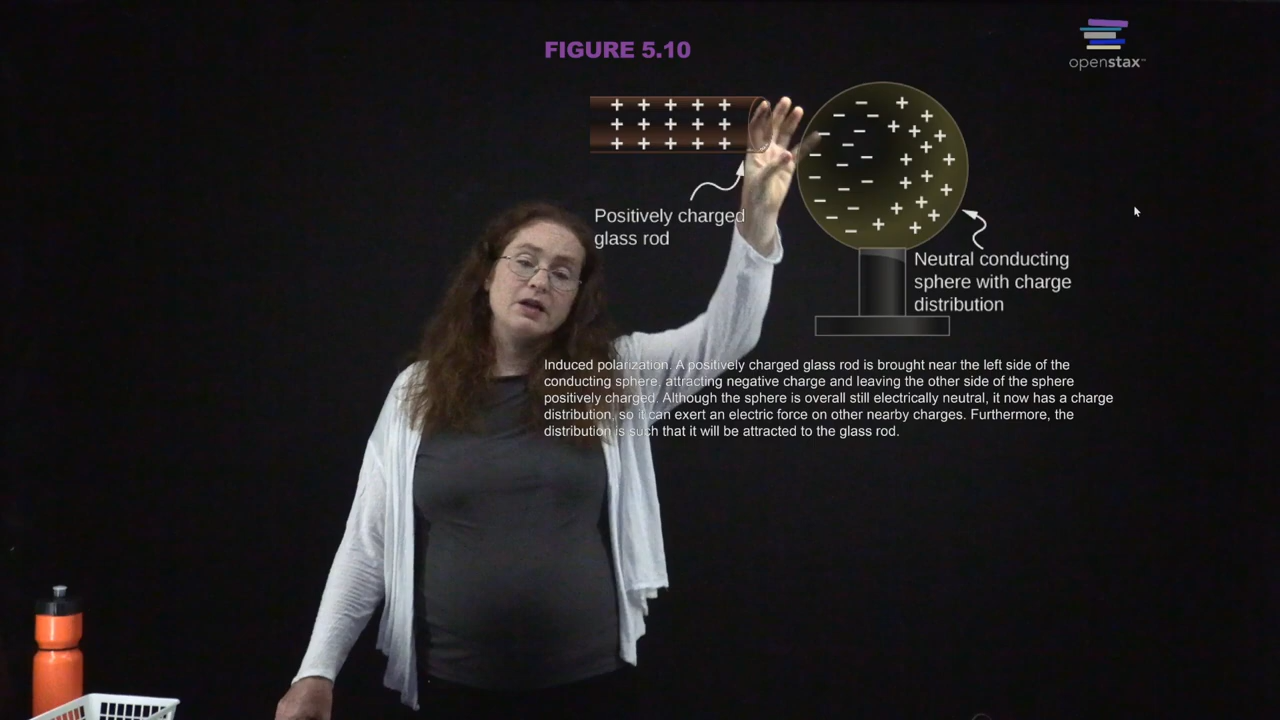 FIGURE 5.10
openstax™
Positively charged
glass rod
Neutral conducting
sphere with charge
distribution
Induced polarization. A positively charged glass rod is brought near the left side of the
conducting sphere, attracting negative charge and leaving the other side of the sphere
positively charged. Although the sphere is overall still electrically neutral, it now has a charge
distribution, so it can exert an electric force on other nearby charges. Furthermore, the
distribution is such that it will be attracted to the glass rod.